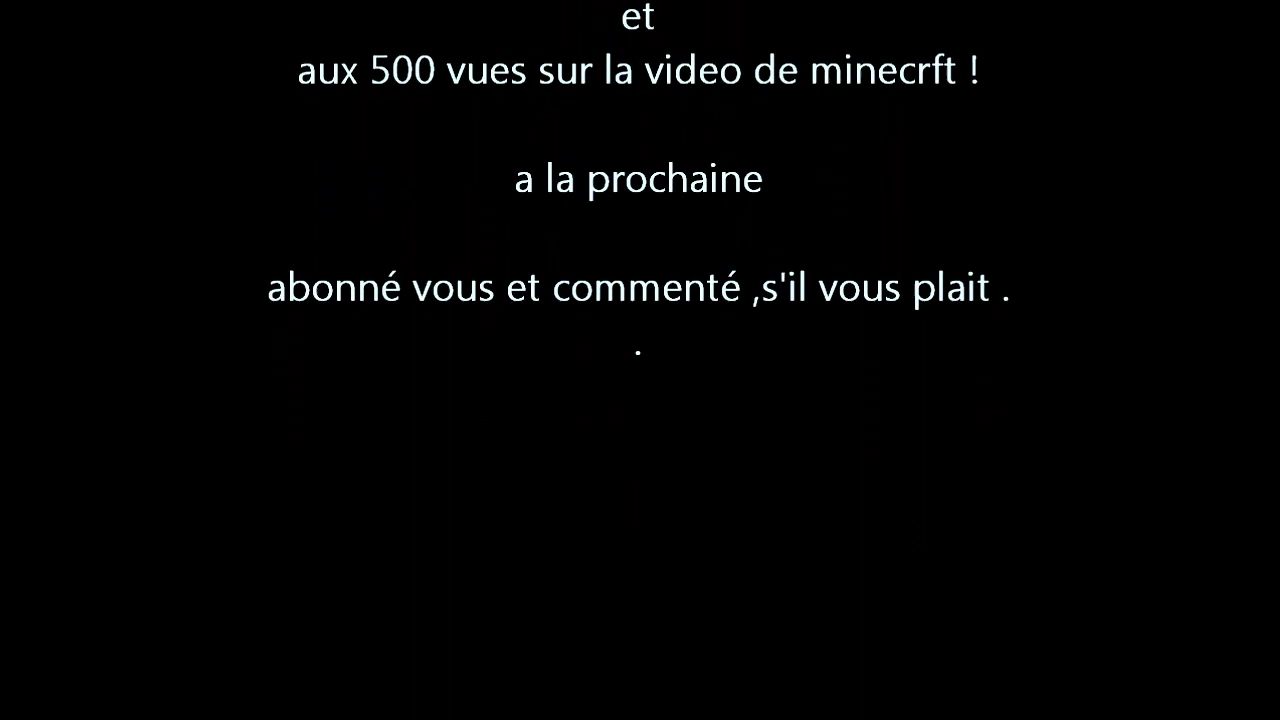 et
aux 500 vues sur la video de minecrft !
a la prochaine
abonné vous et commenté ,s'il vous plait .
.